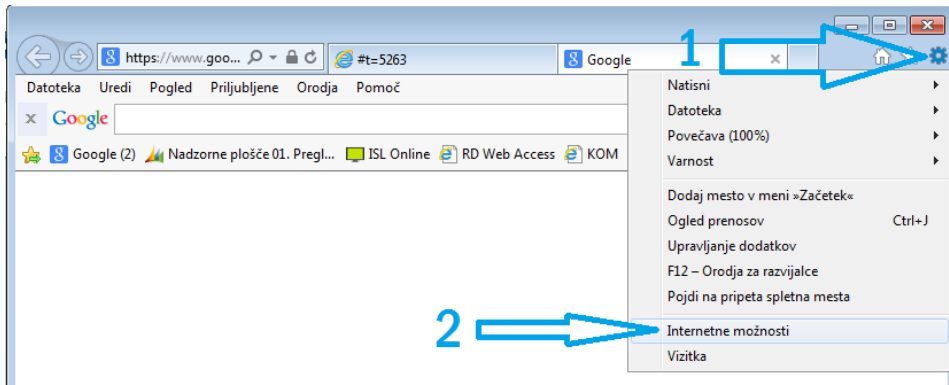 1
https://www.goo...
#t=5263
Google
Datoteka Uredi Pogled Priljubljene Orodja Pomoč
x Google
Google (2) Nadzorne plošče 01. Pregl... ISL Online RD Web Access KOM
Natisni
Datoteka
Povečava (100%)
Varnost
Dodaj mesto v meni »Začetek«
Ogled prenosov Ctrl+J
Upravljanje dodatkov
F12 – Orodja za razvijalce
Pojdi na pripeta spletna mesta
2
Internetne možnosti
Vizitka